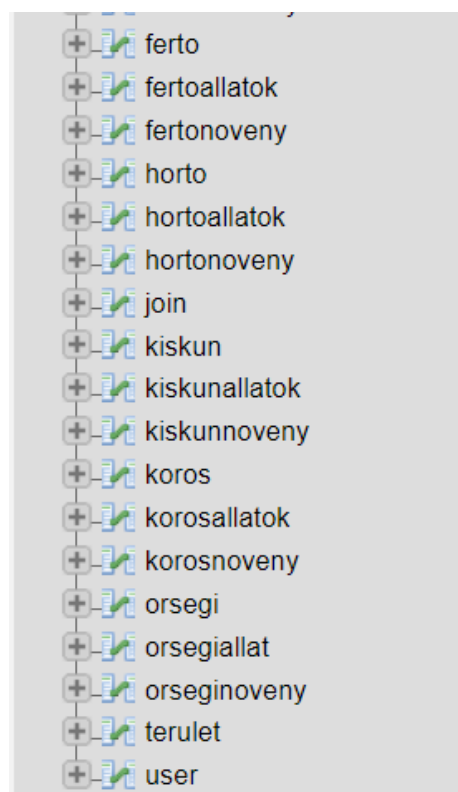 ferto
fertoallatok
fertonoveny
horto
hortoallatok
hortonoveny
join
kiskun
kiskunallatok
kiskunnoveny
koros
korosallatok
korosnoveny
orsegi
orsegiallat
orseginoveny
terulet
user